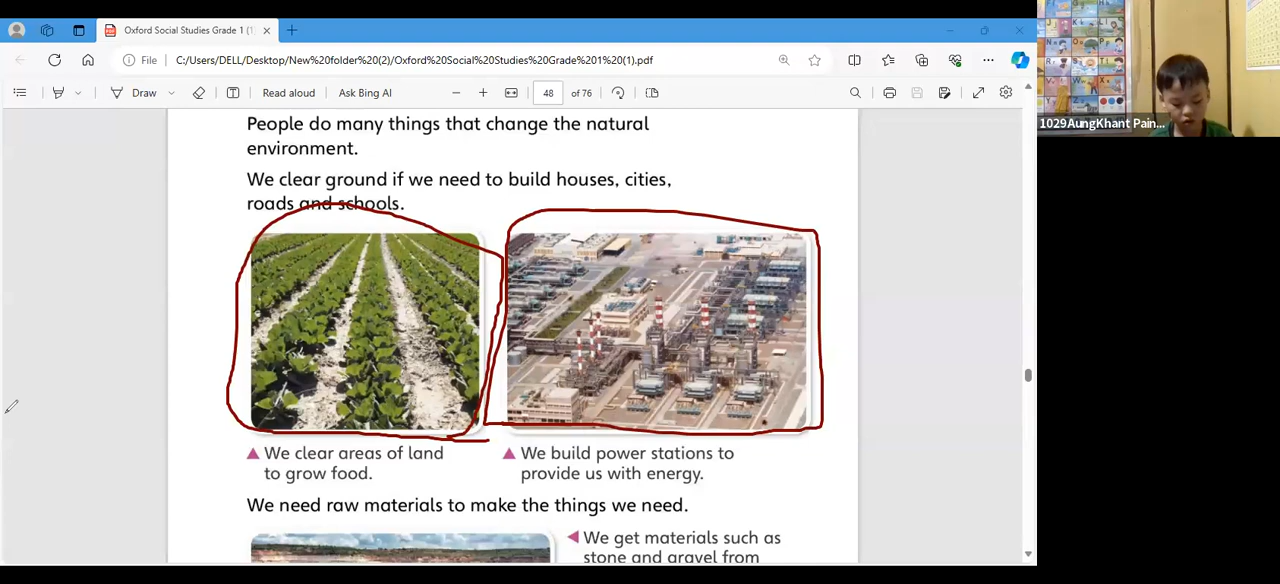 Oxford Social Studies Grade 1 (1
File
C:/Users/DELL/Desktop/New%20folder%20(2)/Oxford%20Social%20Studies%20Grade%201%20(1).pdf
Draw
Read aloud
Ask Bing AI
48
of 76
People do many things that change the natural
environment.
We clear ground if we need to build houses, cities,
roads and schools.
We clear areas of land
to grow food.
We build power stations to
provide us with energy.
We need raw materials to make the things we need.
We get materials such as
stone and gravel from
1029AungKhant Pain...